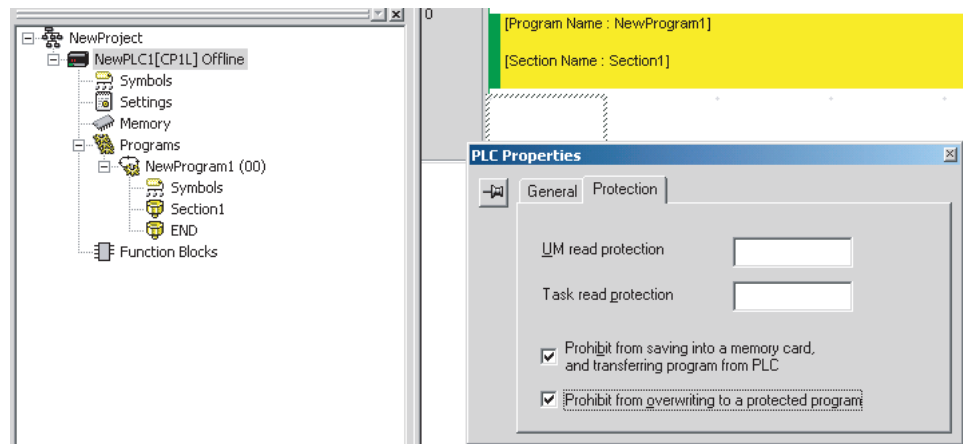 NewProject
NewPLC1[CP1L] Offline
Symbols
Settings
Memory
Programs
NewProgram1 (00)
Symbols
Section1
END
Function Blocks
0
[Program Name : NewProgram1]
[Section Name : Section1]
PLC Properties
General Protection
UM read protection
Task read protection
Prohibit from saving into a memory card,
and transferring program from PLC
Prohibit from overwriting to a protected program